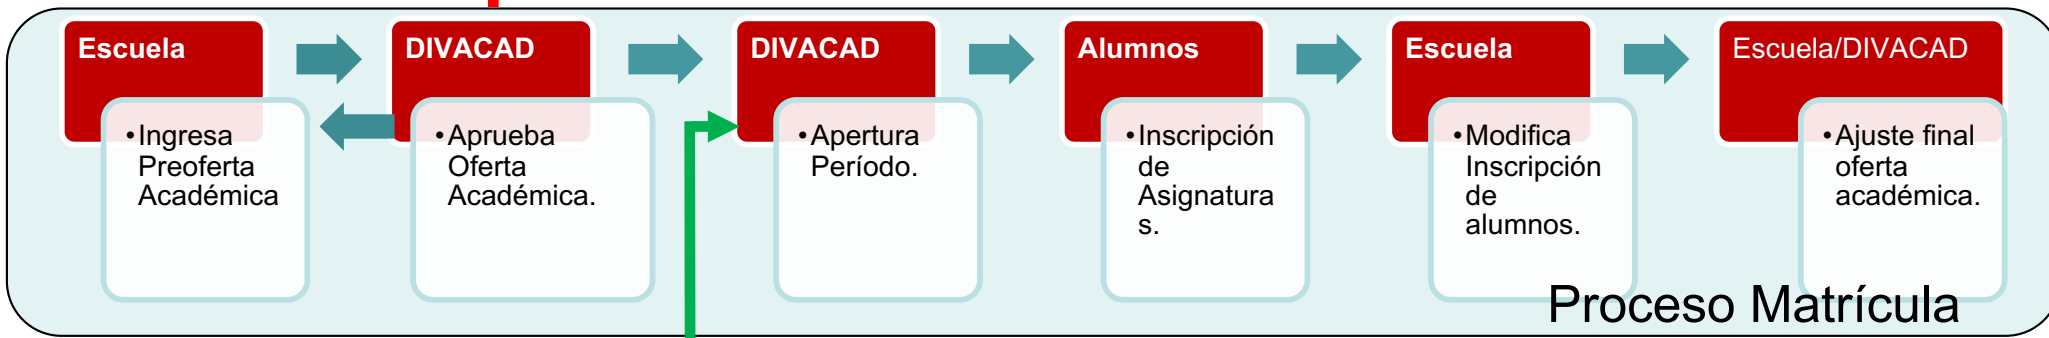 Escuela
•Ingresa
Preoferta
Académica
DIVACAD
•Aprueba
Oferta
Académica.
DIVACAD
•Apertura
Período.
Alumnos
•Inscripción
de
Asignatura
s.
Escuela
•Modifica
Inscripción
de
alumnos.
Escuela/DIVACAD
•Ajuste final
oferta
académica.
Proceso Matrícula